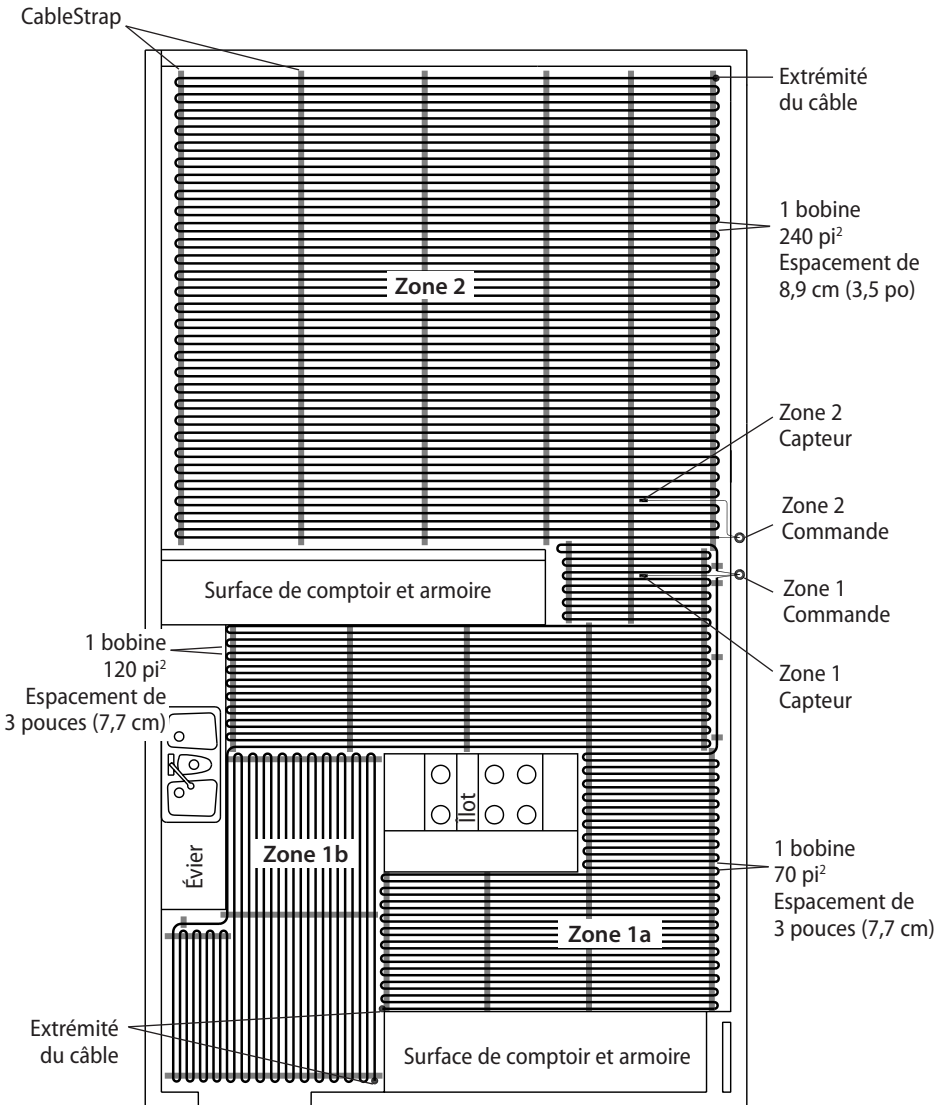 CableStrap
Extrémité
du câble
1 bobine
240 pi²
Espacement de
8,9 cm (3,5 po)
Zone 2
Zone 2
Capteur
Zone 2
Commande
Surface de comptoir et armoire
Zone 1
Commande
1 bobine
120 pi²
Espacement de
3 pouces (7,7 cm)
Zone 1
Capteur
Îlot
Évier
Zone 1b
1 bobine
70 pi²
Espacement de
3 pouces (7,7 cm)
Zone 1a
Extrémité
du câble
Surface de comptoir et armoire